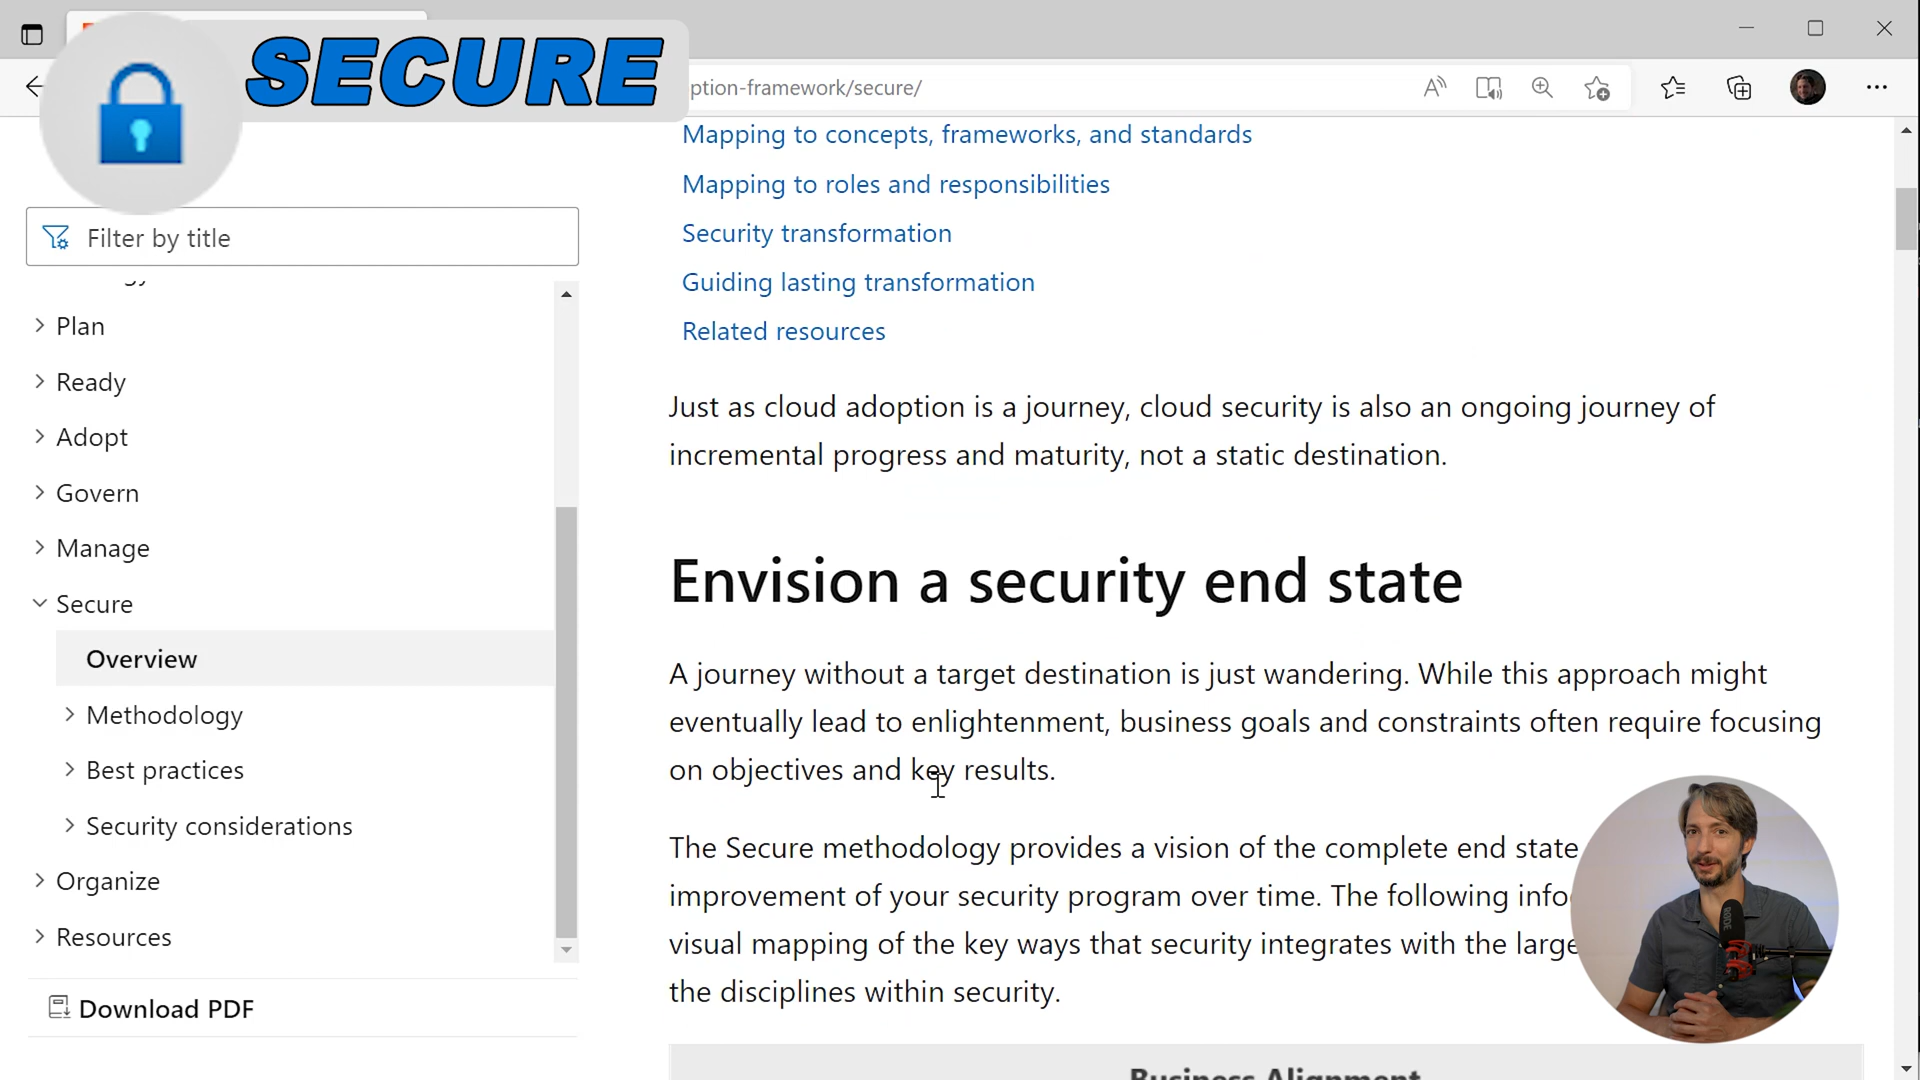 SECURE
ption-framework/secure/
Filter by title
Plan
Ready
Adopt
Govern
Manage
Secure
Overview
Methodology
Best practices
Security considerations
Organize
Resources
Download PDF
Mapping to concepts, frameworks, and standards
Mapping to roles and responsibilities
Security transformation
Guiding lasting transformation
Related resources
Just as cloud adoption is a journey, cloud security is also an ongoing journey of
incremental progress and maturity, not a static destination.
Envision a security end state
A journey without a target destination is just wandering. While this approach might
eventually lead to enlightenment, business goals and constraints often require focusing
on objectives and key results.
The Secure methodology provides a vision of the complete end state
improvement of your security program over time. The following info
visual mapping of the key ways that security integrates with the large
the disciplines within security.
Business Alignment
RØDE